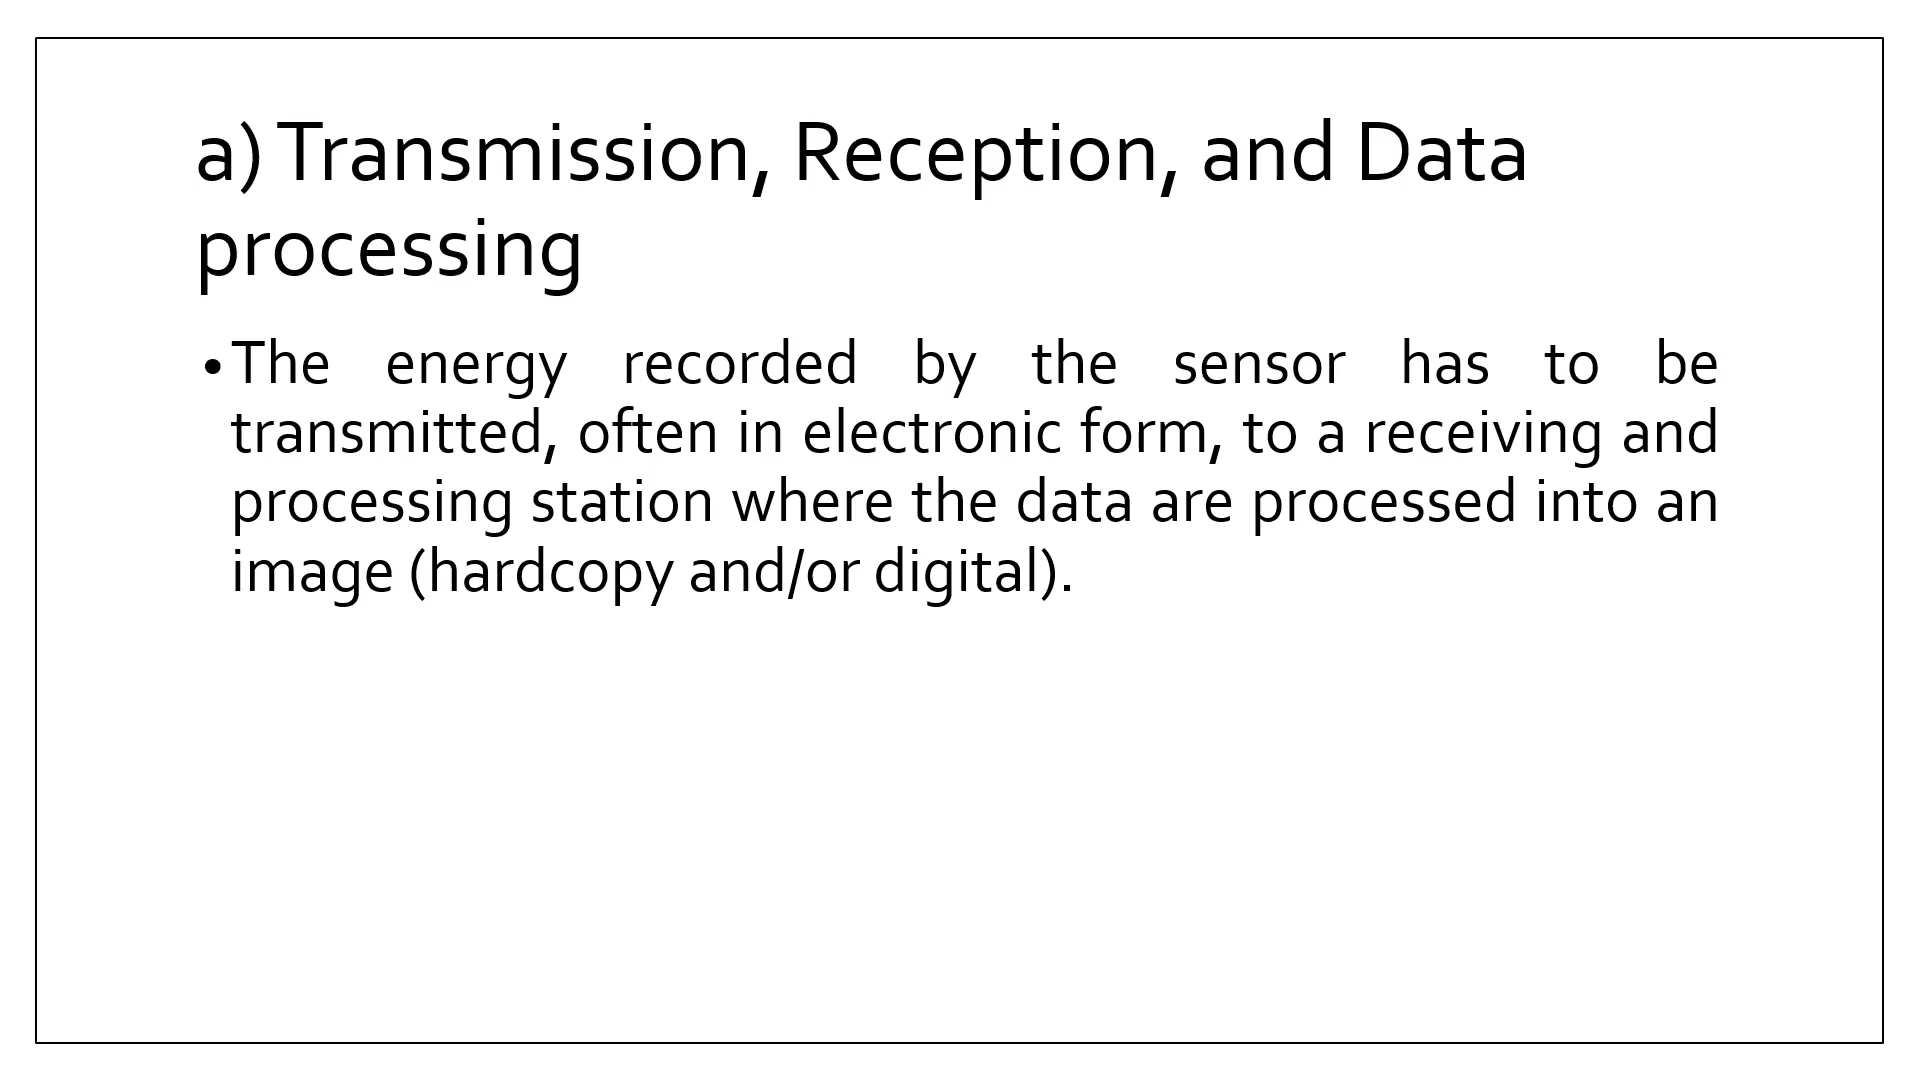 a) Transmission, Reception, and Data
processing
•The energy recorded by the sensor has to be
transmitted, often in electronic form, to a receiving and
processing station where the data are processed into an
image (hardcopy and/or digital).